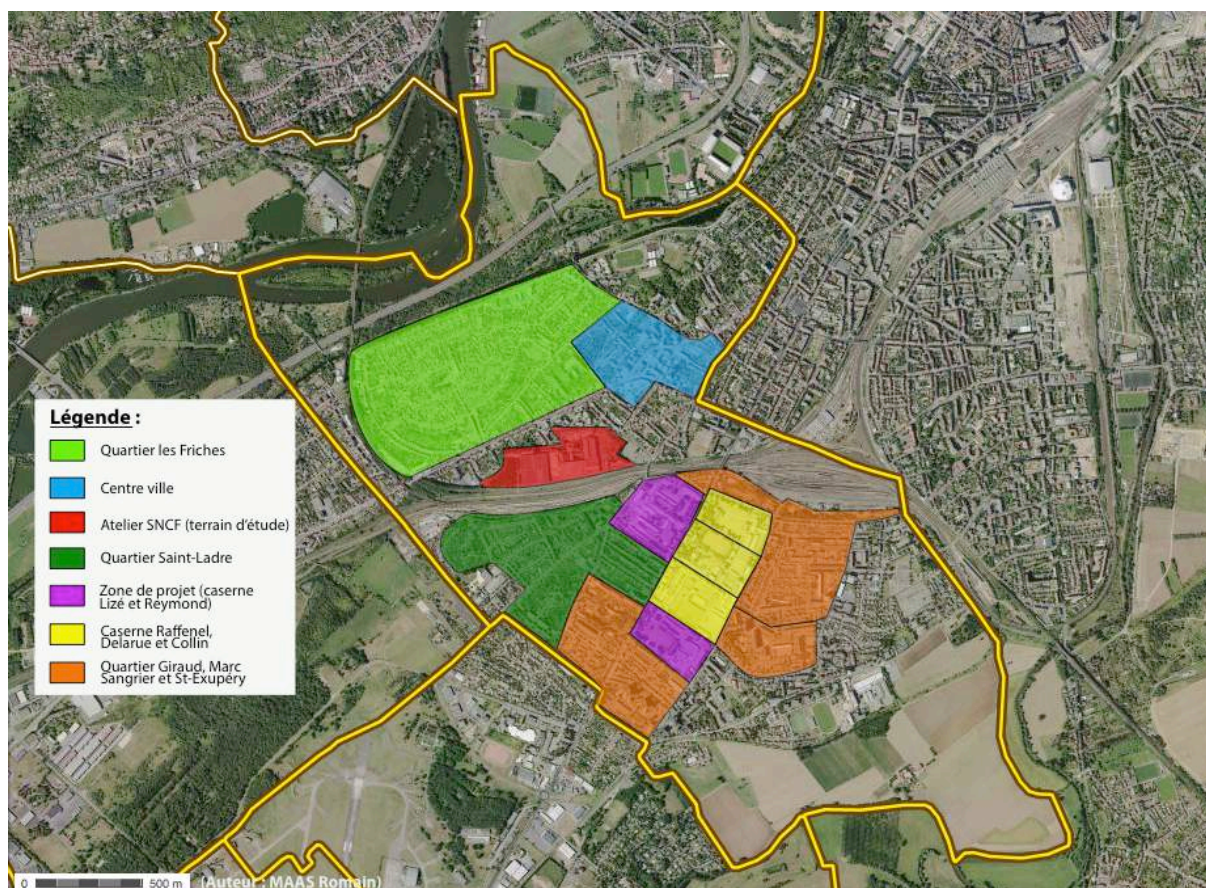 Légende :
Quartier les Friches
Centre ville
Atelier SNCF (terrain d'étude)
Quartier Saint-Ladre
Zone de projet (caserne
Lizé et Reymond)
Caserne Raffenel,
Delarue et Collin
Quartier Giraud, Marc
Sangrier et St-Exupéry
0 500 m (Auteur : MAAS Romain)